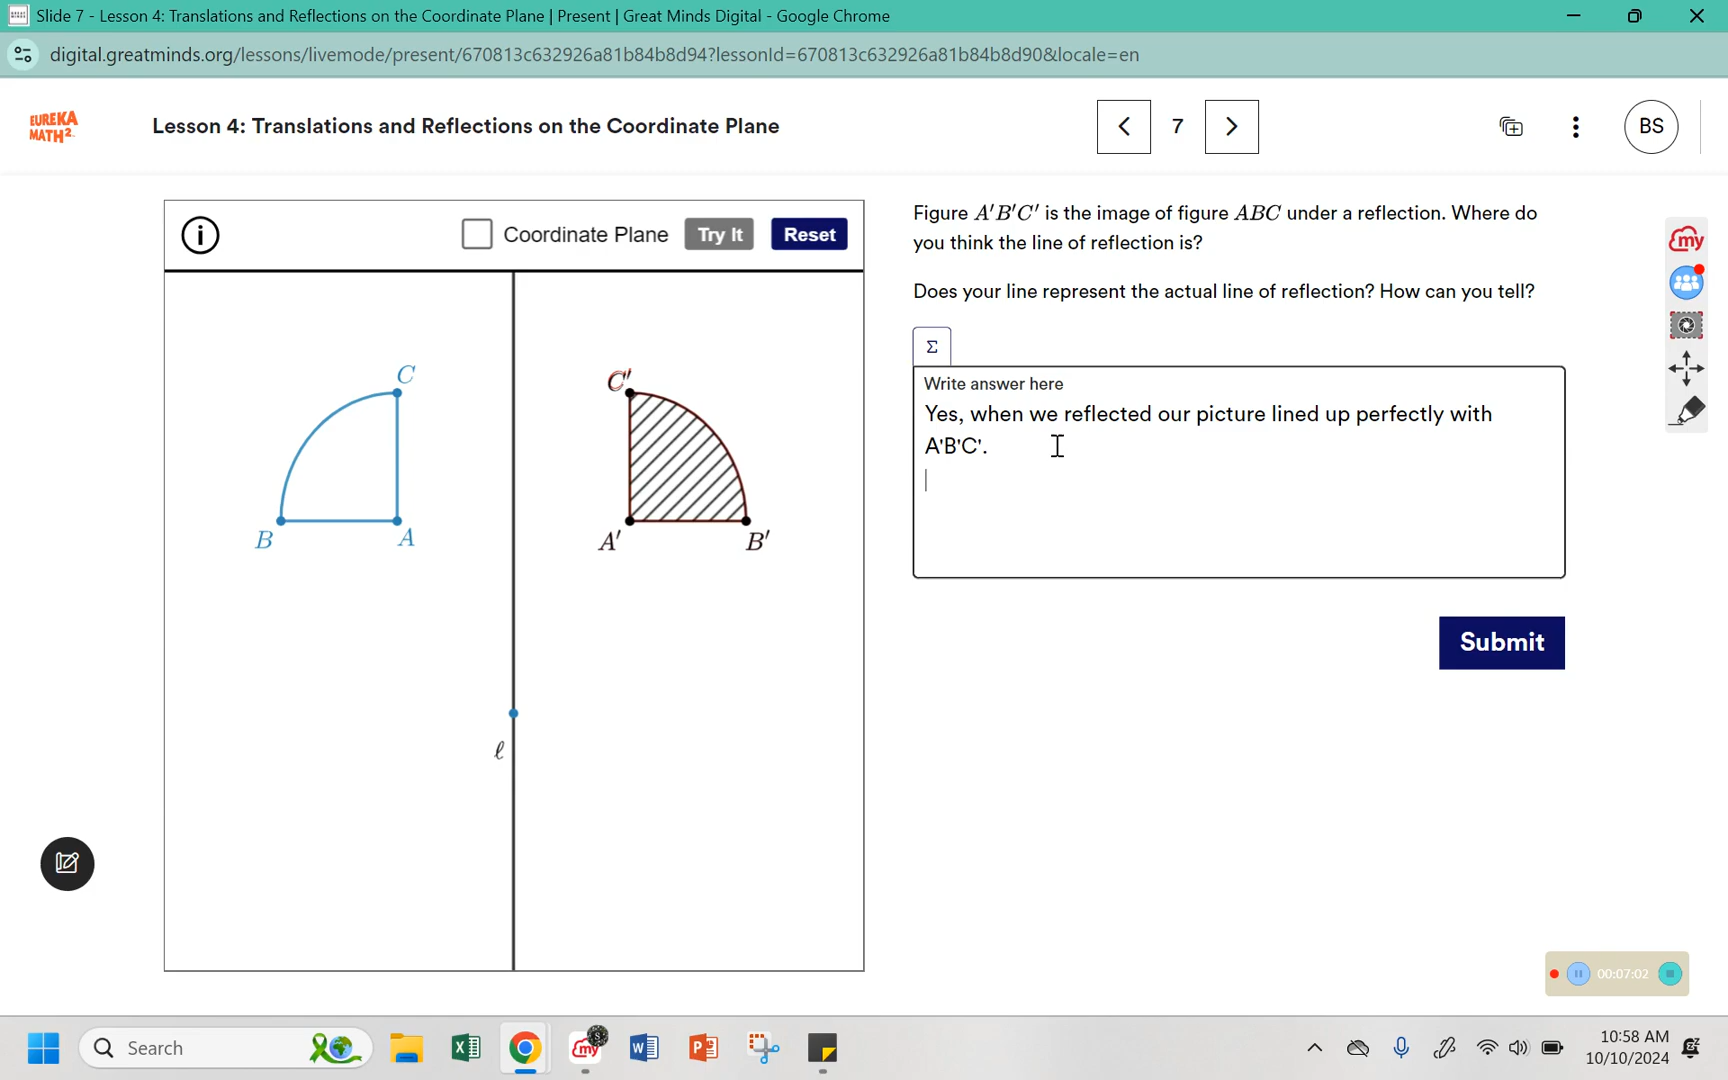 Slide 7 - Lesson 4: Translations and Reflections on the Coordinate Plane | Present | Great Minds Digital - Google Chrome
digital.greatminds.org/lessons/livemode/present/670813c632926a81b84b8d94?lessonId=670813c632926a81b84b8d90&locale=en
EUREKA
MATH²
Lesson 4: Translations and Reflections on the Coordinate Plane
7
BS
i
Coordinate Plane
Try It
Reset
C
B
A
C'
A'
B'
ℓ
Figure A'B'C' is the image of figure ABC under a reflection. Where do
you think the line of reflection is?
Does your line represent the actual line of reflection? How can you tell?
Σ
Write answer here
Yes, when we reflected our picture lined up perfectly with
A'B'C'.
Submit
my
00:07:02
Search
my
10:58 AM
10/10/2024